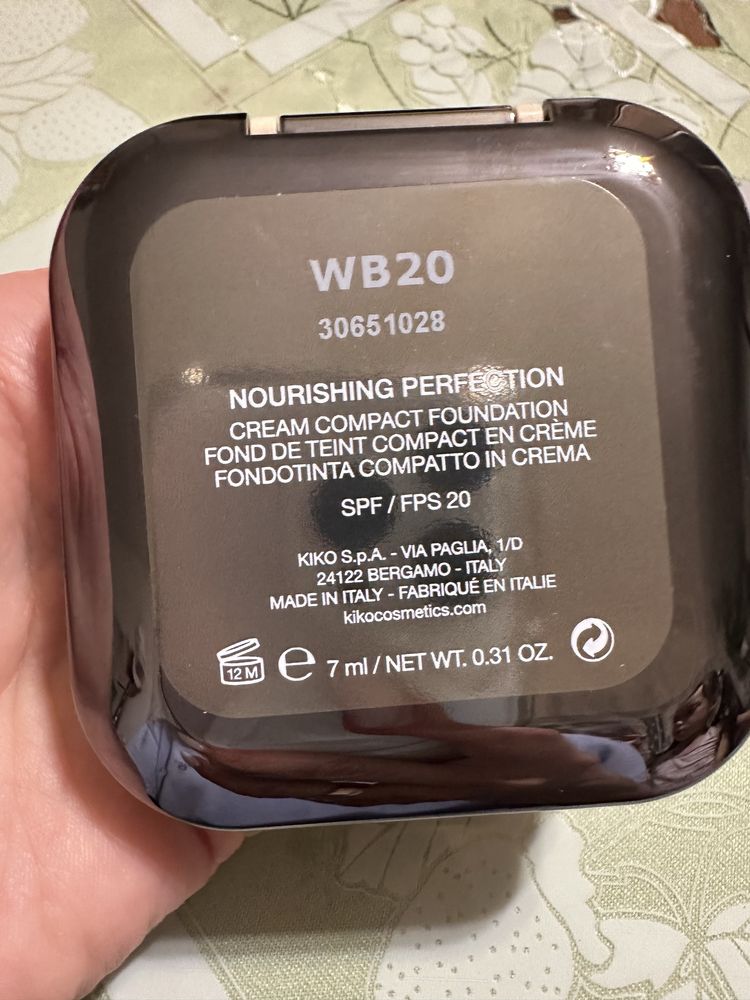 WB20
30651028
NOURISHING PERFECTION
CREAM COMPACT FOUNDATION
FOND DE TEINT COMPACT EN CRÈME
FONDOTINTA COMPATTO IN CREMA
SPF / FPS 20
KIKO S.p.A. - VIA PAGLIA, 1/D
24122 BERGAMO - ITALY
MADE IN ITALY - FABRIQUÉ EN ITALIE
kikocosmetics.com
12 M ℮ 7 ml / NET WT. 0.31 OZ.